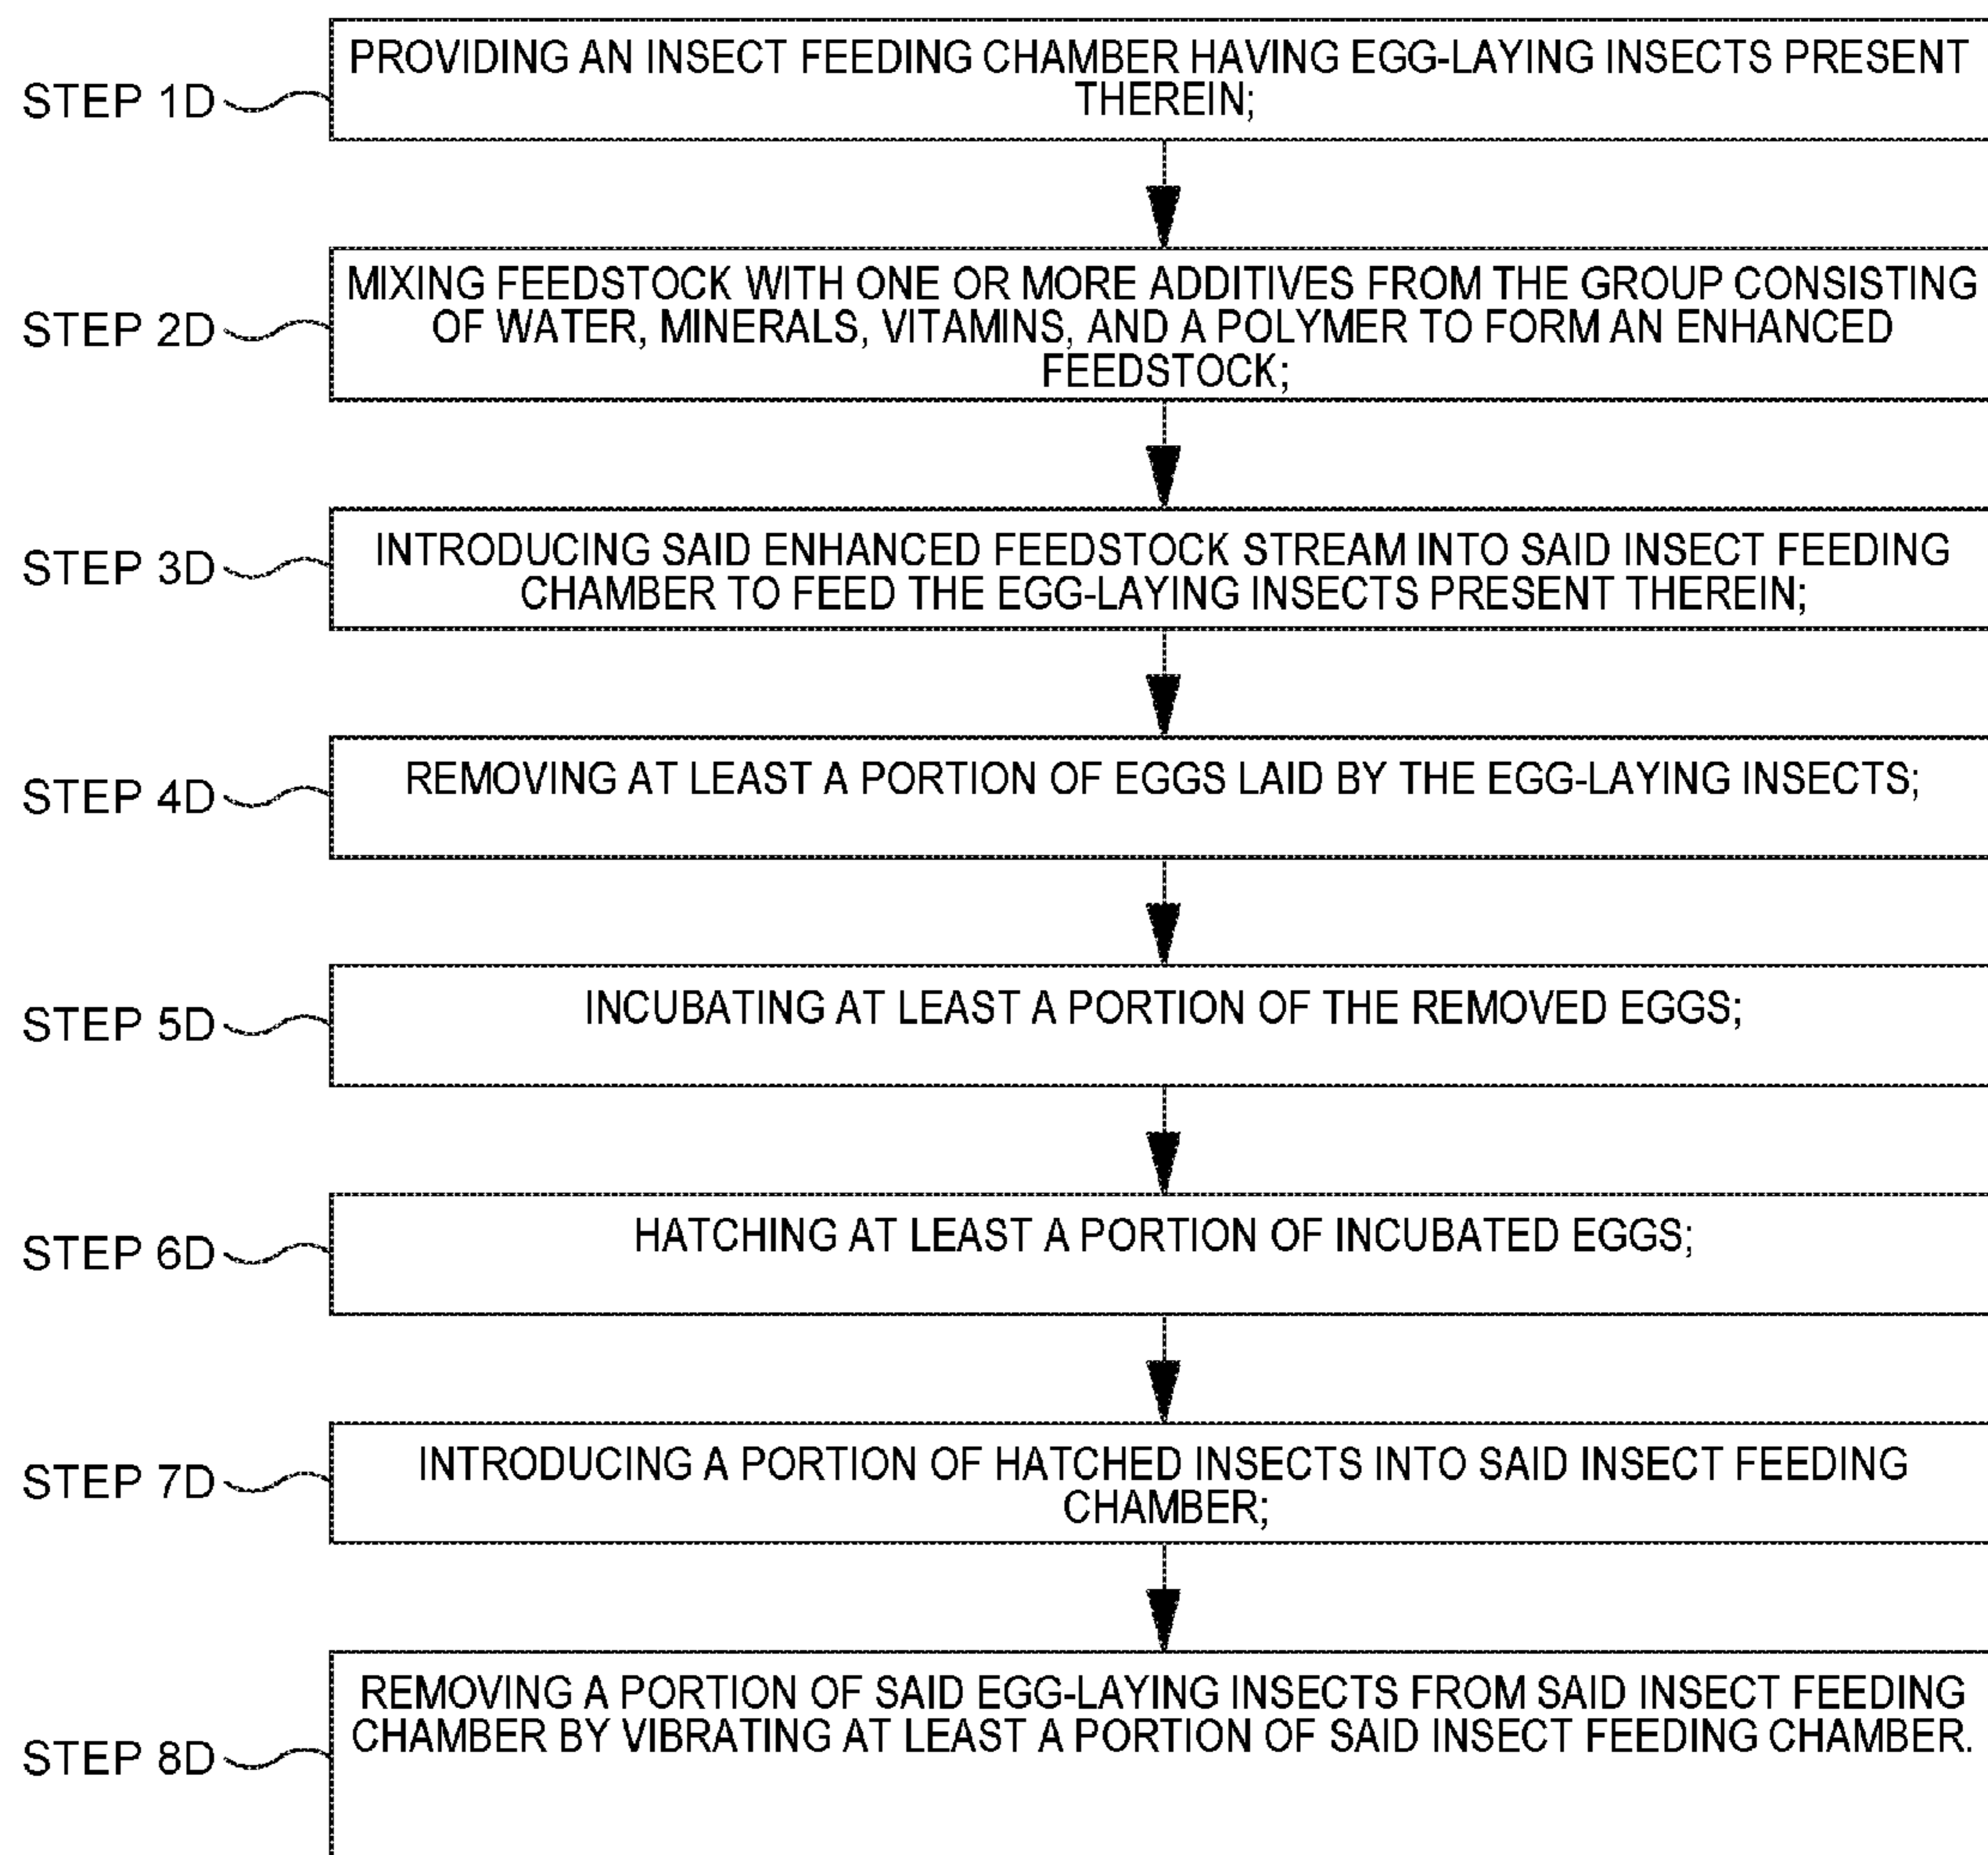 STEP 1D
PROVIDING AN INSECT FEEDING CHAMBER HAVING EGG-LAYING INSECTS PRESENT
THEREIN;
STEP 2D
MIXING FEEDSTOCK WITH ONE OR MORE ADDITIVES FROM THE GROUP CONSISTING
OF WATER, MINERALS, VITAMINS, AND A POLYMER TO FORM AN ENHANCED
FEEDSTOCK;
STEP 3D
INTRODUCING SAID ENHANCED FEEDSTOCK STREAM INTO SAID INSECT FEEDING
CHAMBER TO FEED THE EGG-LAYING INSECTS PRESENT THEREIN;
STEP 4D
REMOVING AT LEAST A PORTION OF EGGS LAID BY THE EGG-LAYING INSECTS;
STEP 5D
INCUBATING AT LEAST A PORTION OF THE REMOVED EGGS;
STEP 6D
HATCHING AT LEAST A PORTION OF INCUBATED EGGS;
STEP 7D
INTRODUCING A PORTION OF HATCHED INSECTS INTO SAID INSECT FEEDING
CHAMBER;
STEP 8D
REMOVING A PORTION OF SAID EGG-LAYING INSECTS FROM SAID INSECT FEEDING
CHAMBER BY VIBRATING AT LEAST A PORTION OF SAID INSECT FEEDING CHAMBER.